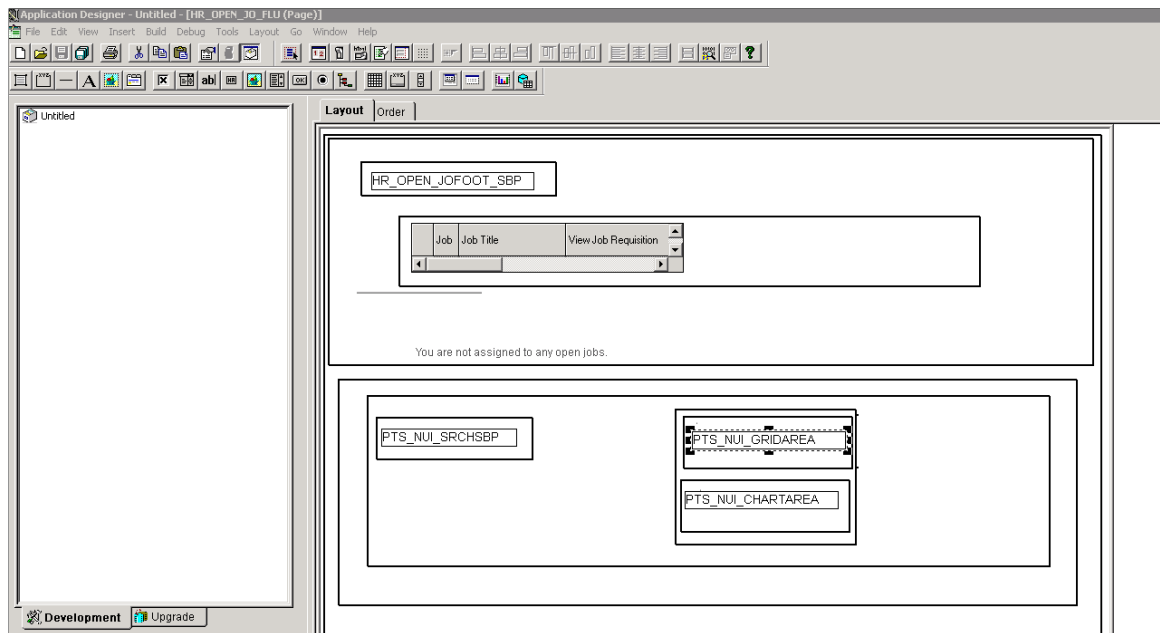 Application Designer - Untitled - [HR_OPEN_JO_FLU (Page)]
File Edit View Insert Build Debug Tools Layout Go Window Help
Untitled
Layout Order
HR_OPEN_JOFOOT_SBP
Job Job Title View Job Requisition
You are not assigned to any open jobs.
PTS_NUI_SRCHSBP
PTS_NUI_GRIDAREA
PTS_NUI_CHARTAREA
Development Upgrade